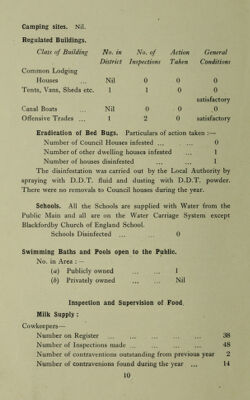 Camping sites. Nil.
Regulated Buildings.
Class of Building No. in No. of Action General
District Inspections Taken Conditions
Common Lodging
Houses ... Nil 0 0 0
Tents, Vans, Sheds etc. 1 1 0 0
satisfactory
Canal Boats ... Nil 0 0 0
Offensive Trades ... 1 2 0 satisfactory
Eradication of Bed Bugs. Particulars of action taken :—
Number of Council Houses infested ... ... 0
Number of other dwelling houses infested ... 1
Number of houses disinfested ... ... 1
The disinfestation was carried out by the Local Authority by
spraying with D.D.T. fluid and dusting with D.D.T. powder.
There were no removals to Council houses during the year.
Schools. All the Schools are supplied with Water from the
Public Main and all are on the Water Carriage System except
Blackfordby Church of England School.
Schools Disinfected ... ... 0
Swimming Baths and Pools open to the Public.
No. in Area : —
(a) Publicly owned ... ... 1
(b) Privately owned ... ... Nil
Inspection and Supervision of Food.
Milk Supply :
Cowkeepers—
Number on Register ... ... ... ... ... 38
Number of Inspections made ... ... ... ... 48
Number of contraventions outstanding from previous year 2
Number of contravenions found during the year ... 14
10